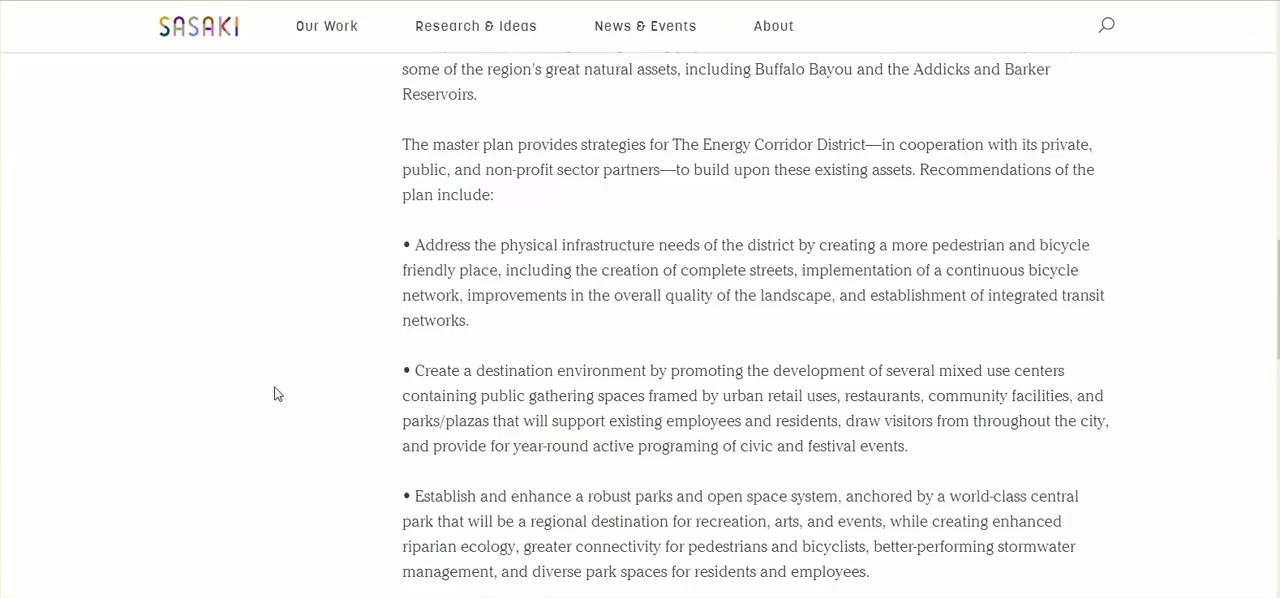 SASAKI Our Work Research & Ideas News & Events About
some of the region's great natural assets, including Buffalo Bayou and the Addicks and Barker
Reservoirs.
The master plan provides strategies for The Energy Corridor District—in cooperation with its private,
public, and non-profit sector partners—to build upon these existing assets. Recommendations of the
plan include:
• Address the physical infrastructure needs of the district by creating a more pedestrian and bicycle
friendly place, including the creation of complete streets, implementation of a continuous bicycle
network, improvements in the overall quality of the landscape, and establishment of integrated transit
networks.
• Create a destination environment by promoting the development of several mixed use centers
containing public gathering spaces framed by urban retail uses, restaurants, community facilities, and
parks/plazas that will support existing employees and residents, draw visitors from throughout the city,
and provide for year-round active programing of civic and festival events.
• Establish and enhance a robust parks and open space system, anchored by a world-class central
park that will be a regional destination for recreation, arts, and events, while creating enhanced
riparian ecology, greater connectivity for pedestrians and bicyclists, better-performing stormwater
management, and diverse park spaces for residents and employees.